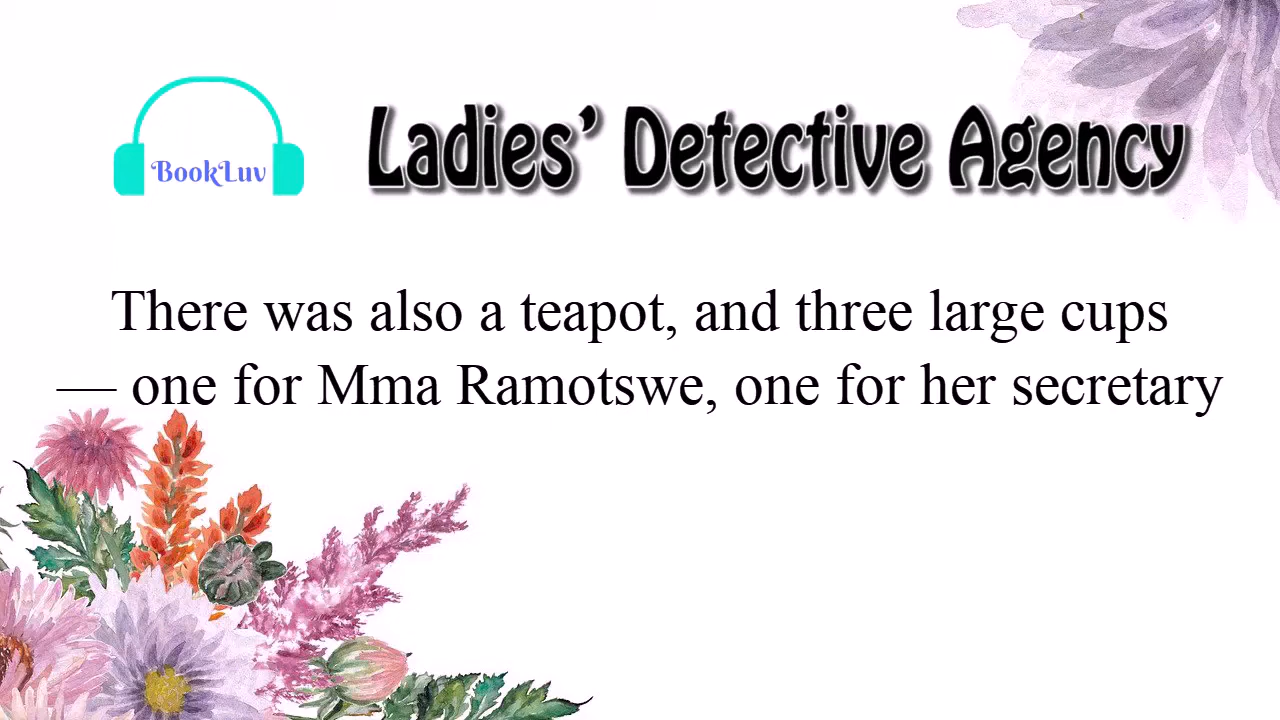 BookLuv
Ladies’ Detective Agency
There was also a teapot, and three large cups
— one for Mma Ramotswe, one for her secretary